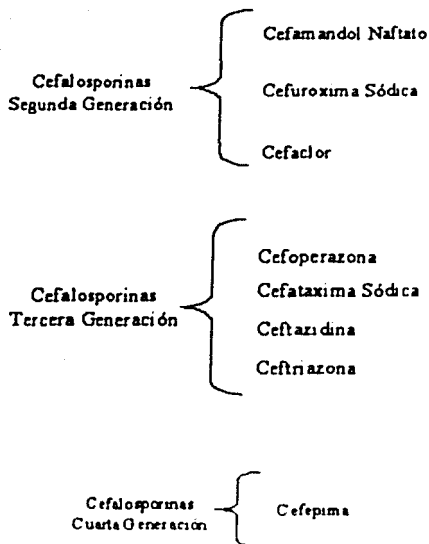 Cefalosporinas
Segunda Generación
Cefamandol Naftato
Cefuroxima Sódica
Cefaclor
Cefalosporinas
Tercera Generación
Cefoperazona
Cefataxima Sódica
Ceftazidina
Ceftriazona
Cefalosporinas
Cuarta Generación
Cefepima